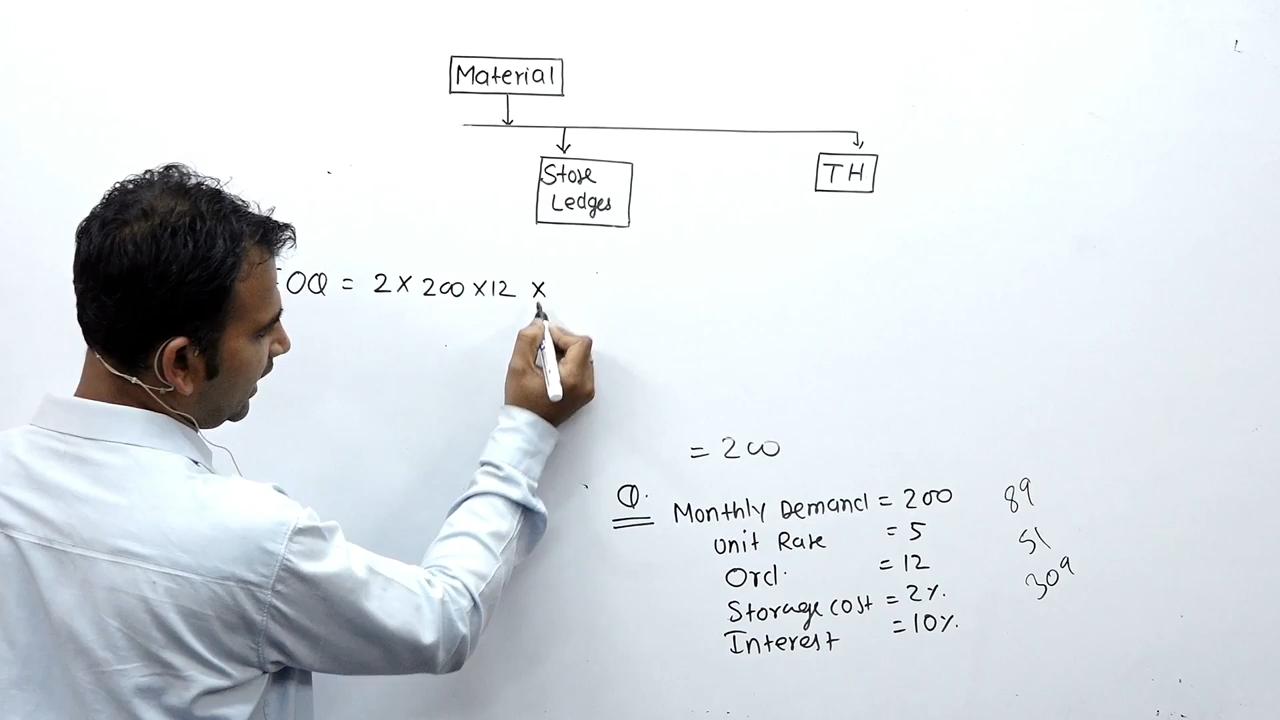 Material
Store
Ledger
TH
EOQ = 2 × 200 × 12 ×
= 200
Q. Monthly Demand = 200
Unit Rate = 5
Ord. = 12
Storage cost = 2%.
Interest = 10%.
89
51
309